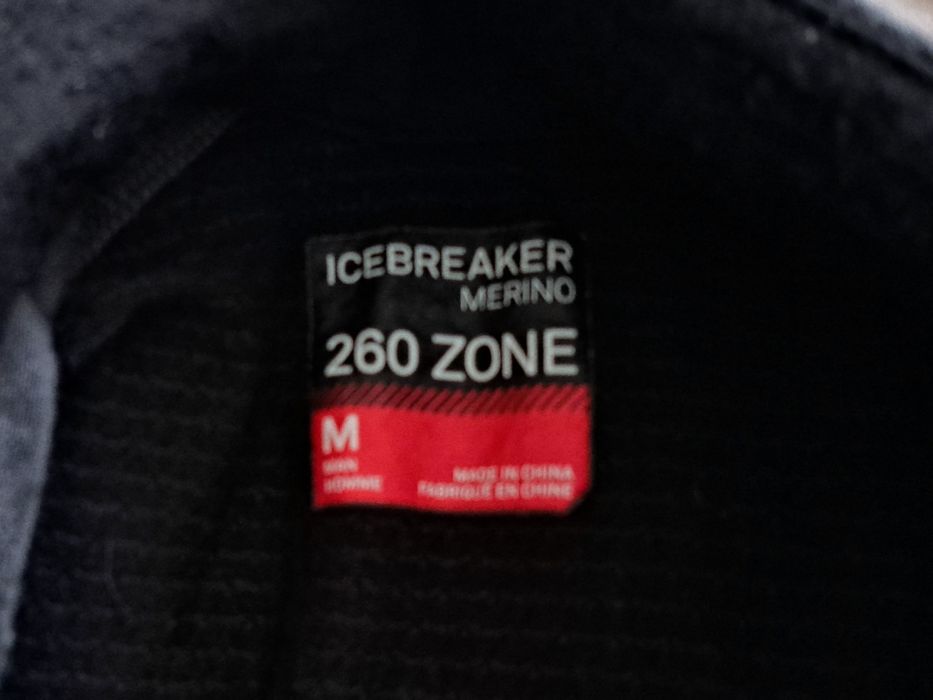 ICEBREAKER
MERINO
260 ZONE
M
MAN
HOMME
MADE IN CHINA
FABRIQUÉ EN CHINE